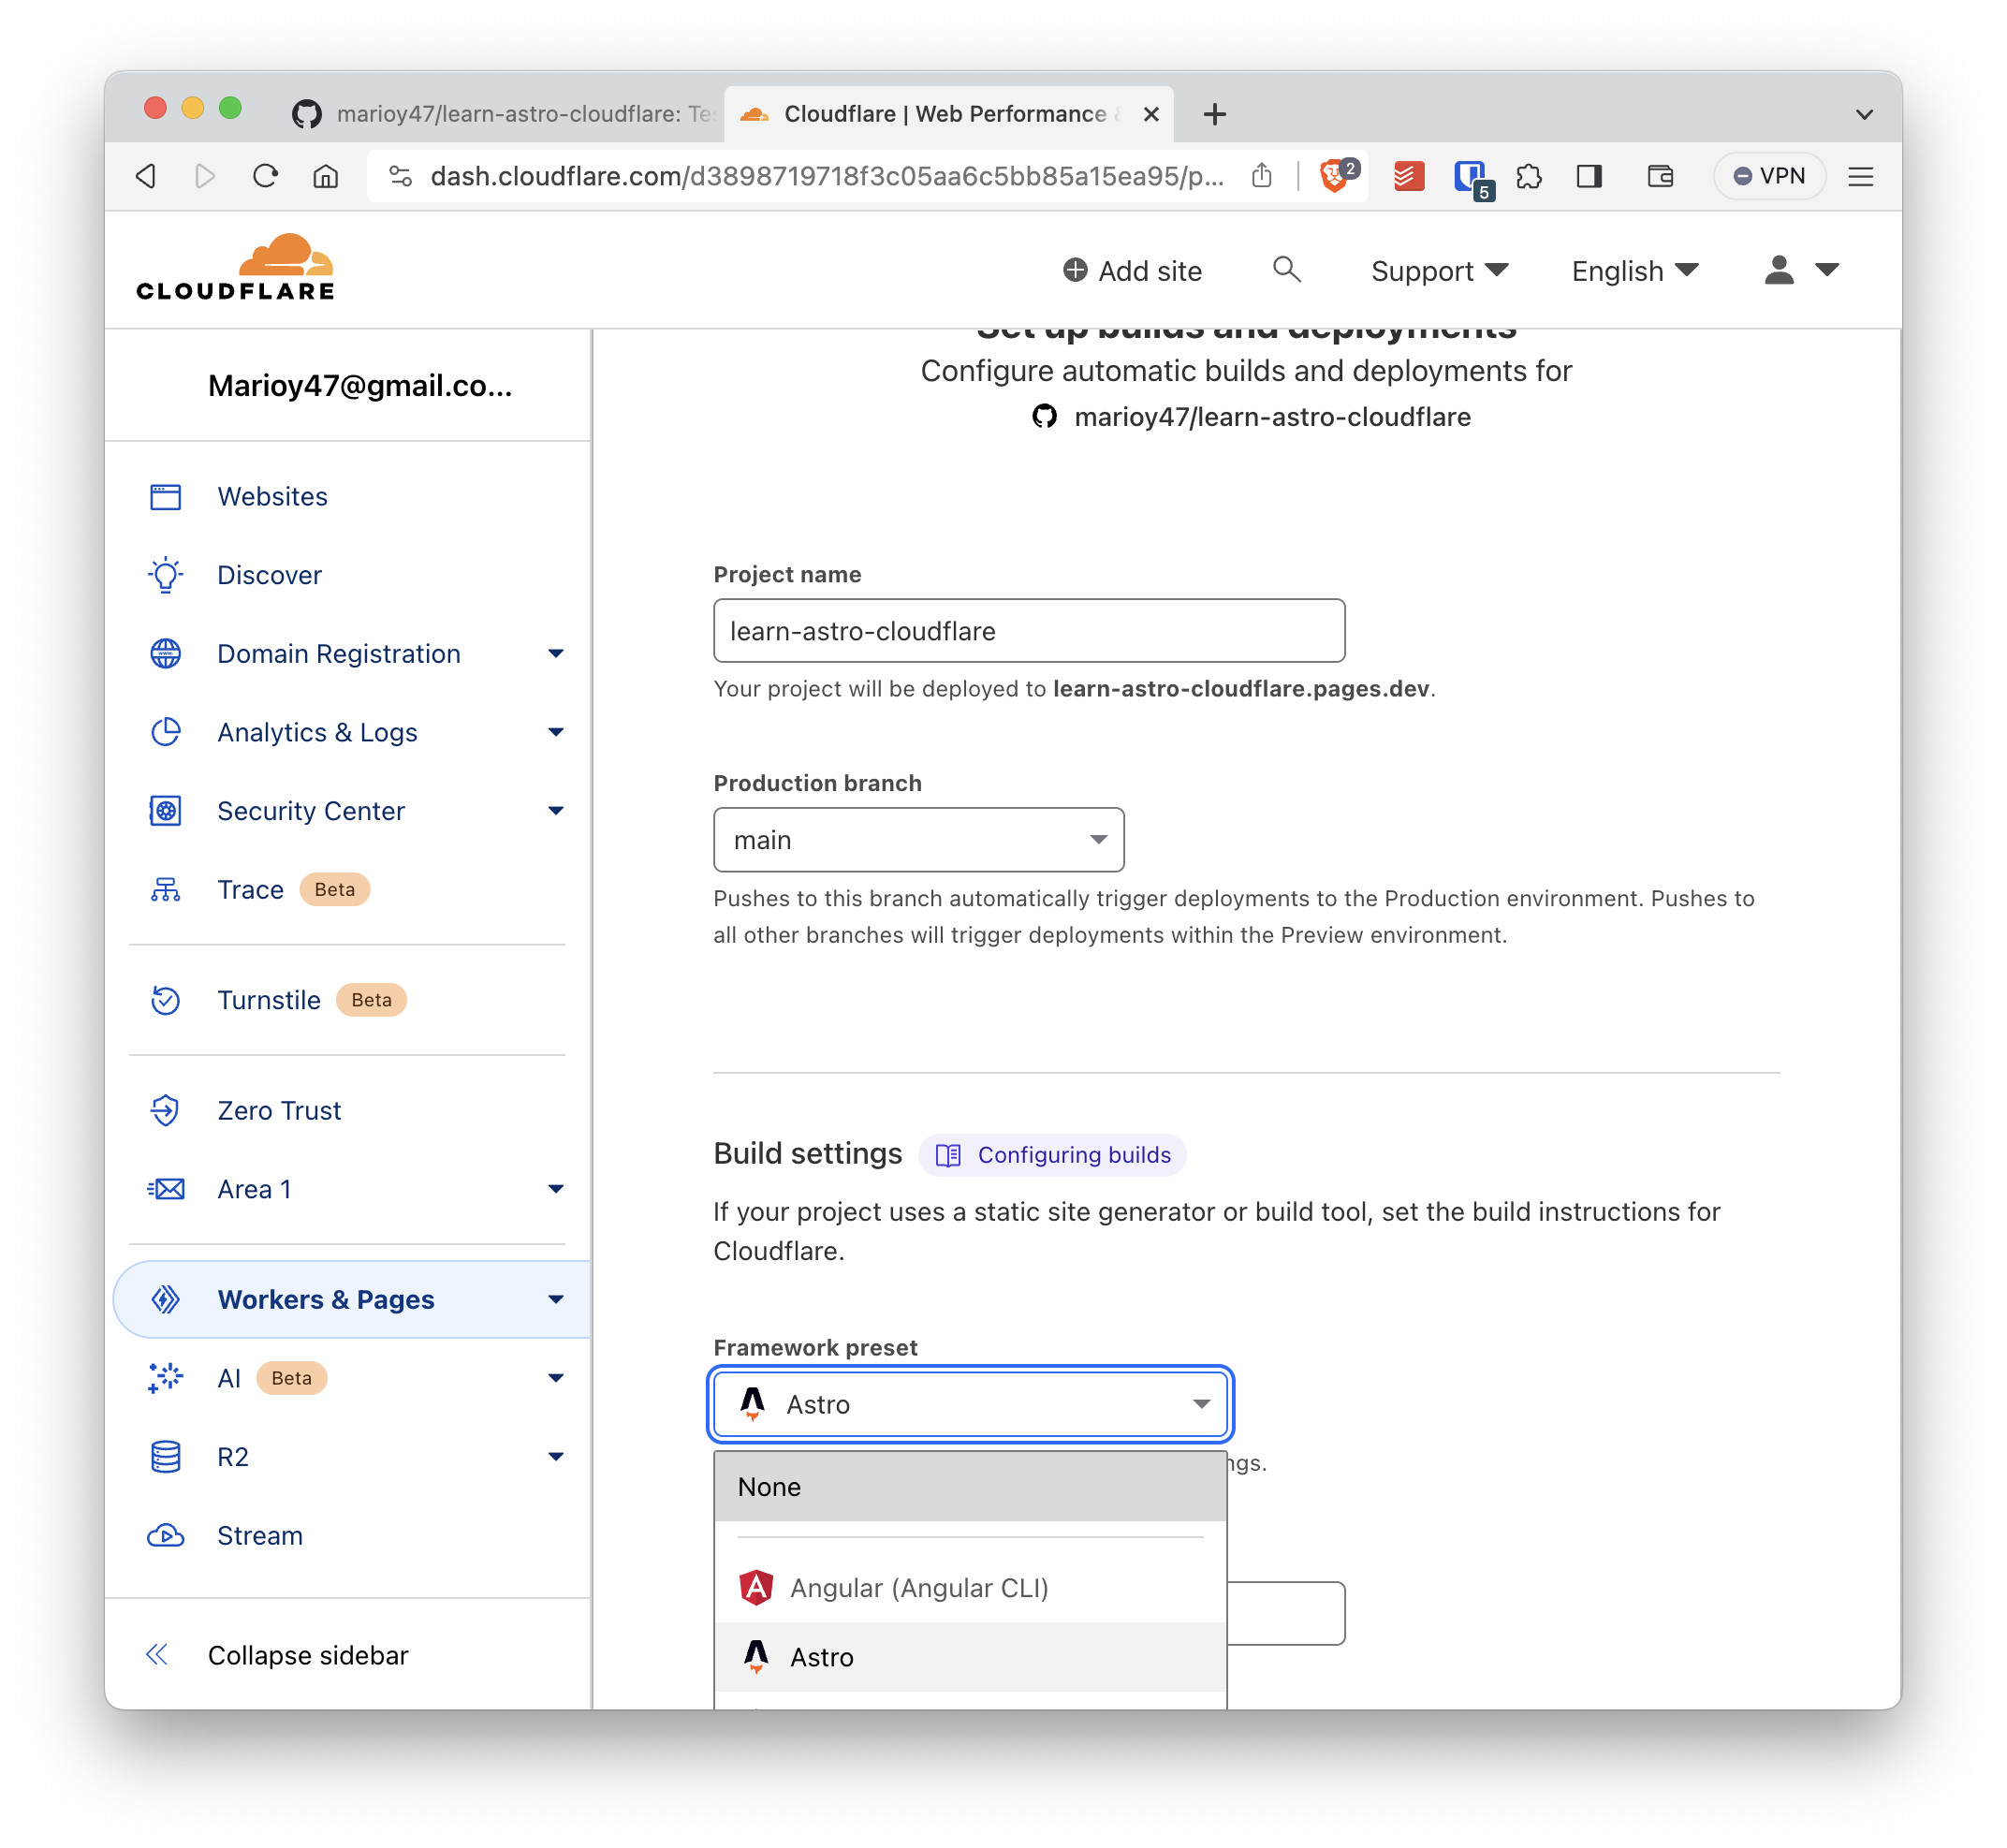 marioy47/learn-astro-cloudflare: Tes
Cloudflare | Web Performance &
dash.cloudflare.com/d3898719718f3c05aa6c5bb85a15ea95/p...
2
5
VPN
CLOUDFLARE
Add site
Support
English
Marioy47@gmail.co...
Websites
Discover
Domain Registration
Analytics & Logs
Security Center
Trace Beta
Turnstile Beta
Zero Trust
Area 1
Workers & Pages
AI Beta
R2
Stream
Collapse sidebar
Set up builds and deployments
Configure automatic builds and deployments for
marioy47/learn-astro-cloudflare
Project name
learn-astro-cloudflare
Your project will be deployed to learn-astro-cloudflare.pages.dev.
Production branch
main
Pushes to this branch automatically trigger deployments to the Production environment. Pushes to
all other branches will trigger deployments within the Preview environment.
Build settings Configuring builds
If your project uses a static site generator or build tool, set the build instructions for
Cloudflare.
Framework preset
Astro
ngs.
None
Angular (Angular CLI)
Astro